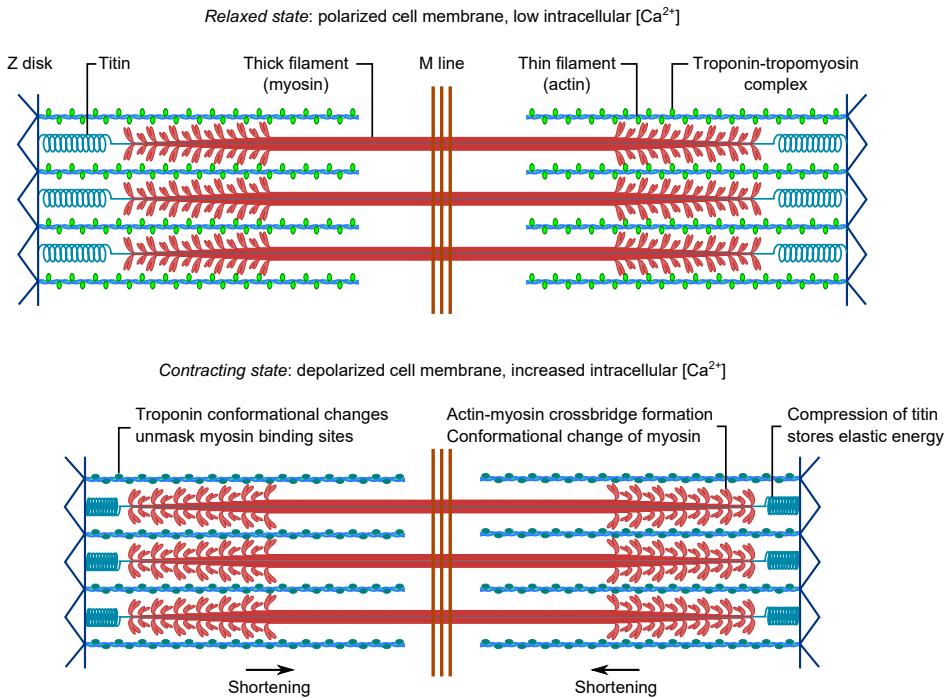 Relaxed state: polarized cell membrane, low intracellular [Ca²⁺]
Z disk
Titin
Thick filament
(myosin)
M line
Thin filament
(actin)
Troponin-tropomyosin
complex
Contracting state: depolarized cell membrane, increased intracellular [Ca²⁺]
Troponin conformational changes
unmask myosin binding sites
Actin-myosin crossbridge formation
Conformational change of myosin
Compression of titin
stores elastic energy
Shortening
Shortening